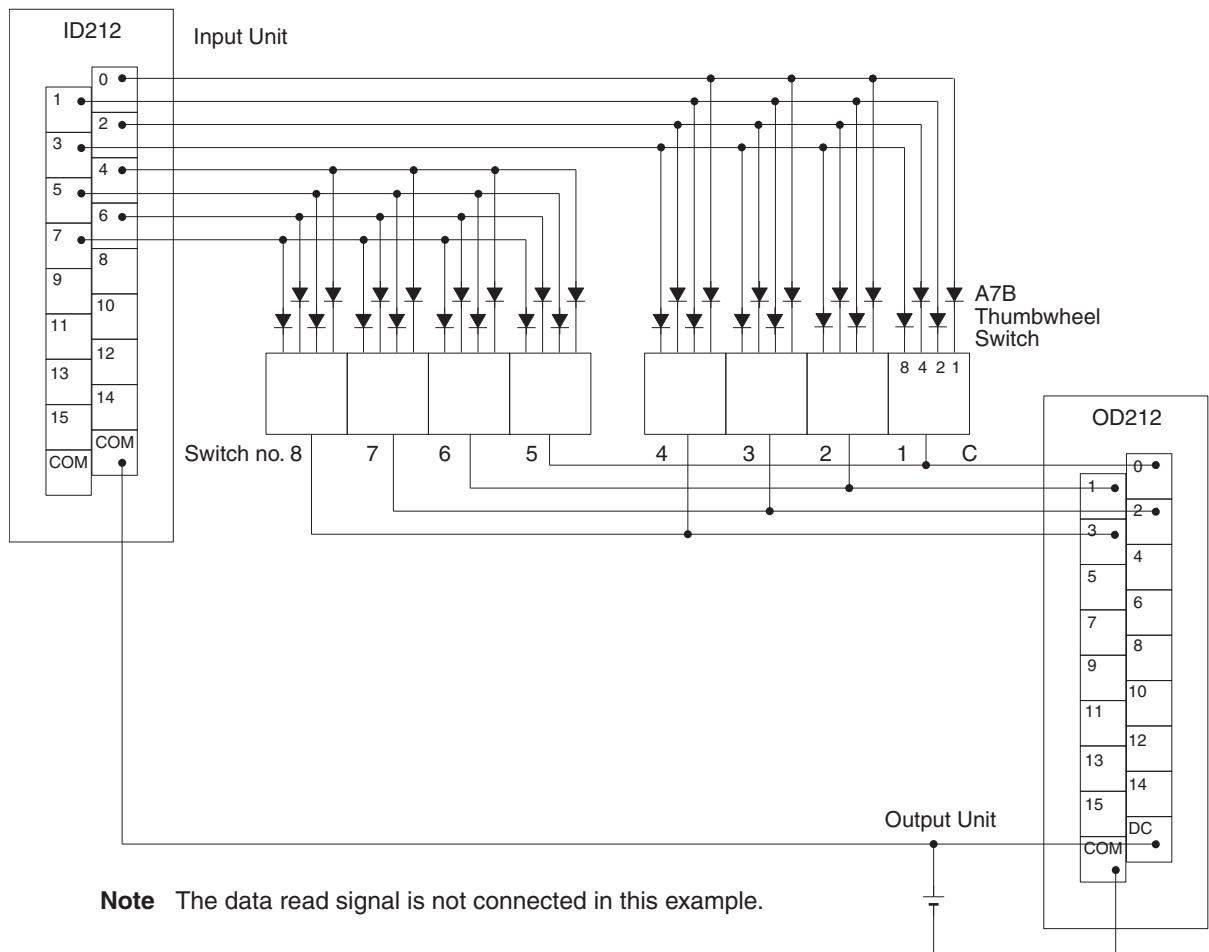 ID212
Input Unit
0
1
2
3
4
5
6
7
8
9
10
11
12
13
14
15
COM
COM
A7B
Thumbwheel
Switch
8 4 2 1
Switch no. 8 7 6 5 4 3 2 1 C
OD212
0
1
2
3
4
5
6
7
8
9
10
11
12
13
14
15
DC
COM
Output Unit
Note The data read signal is not connected in this example.